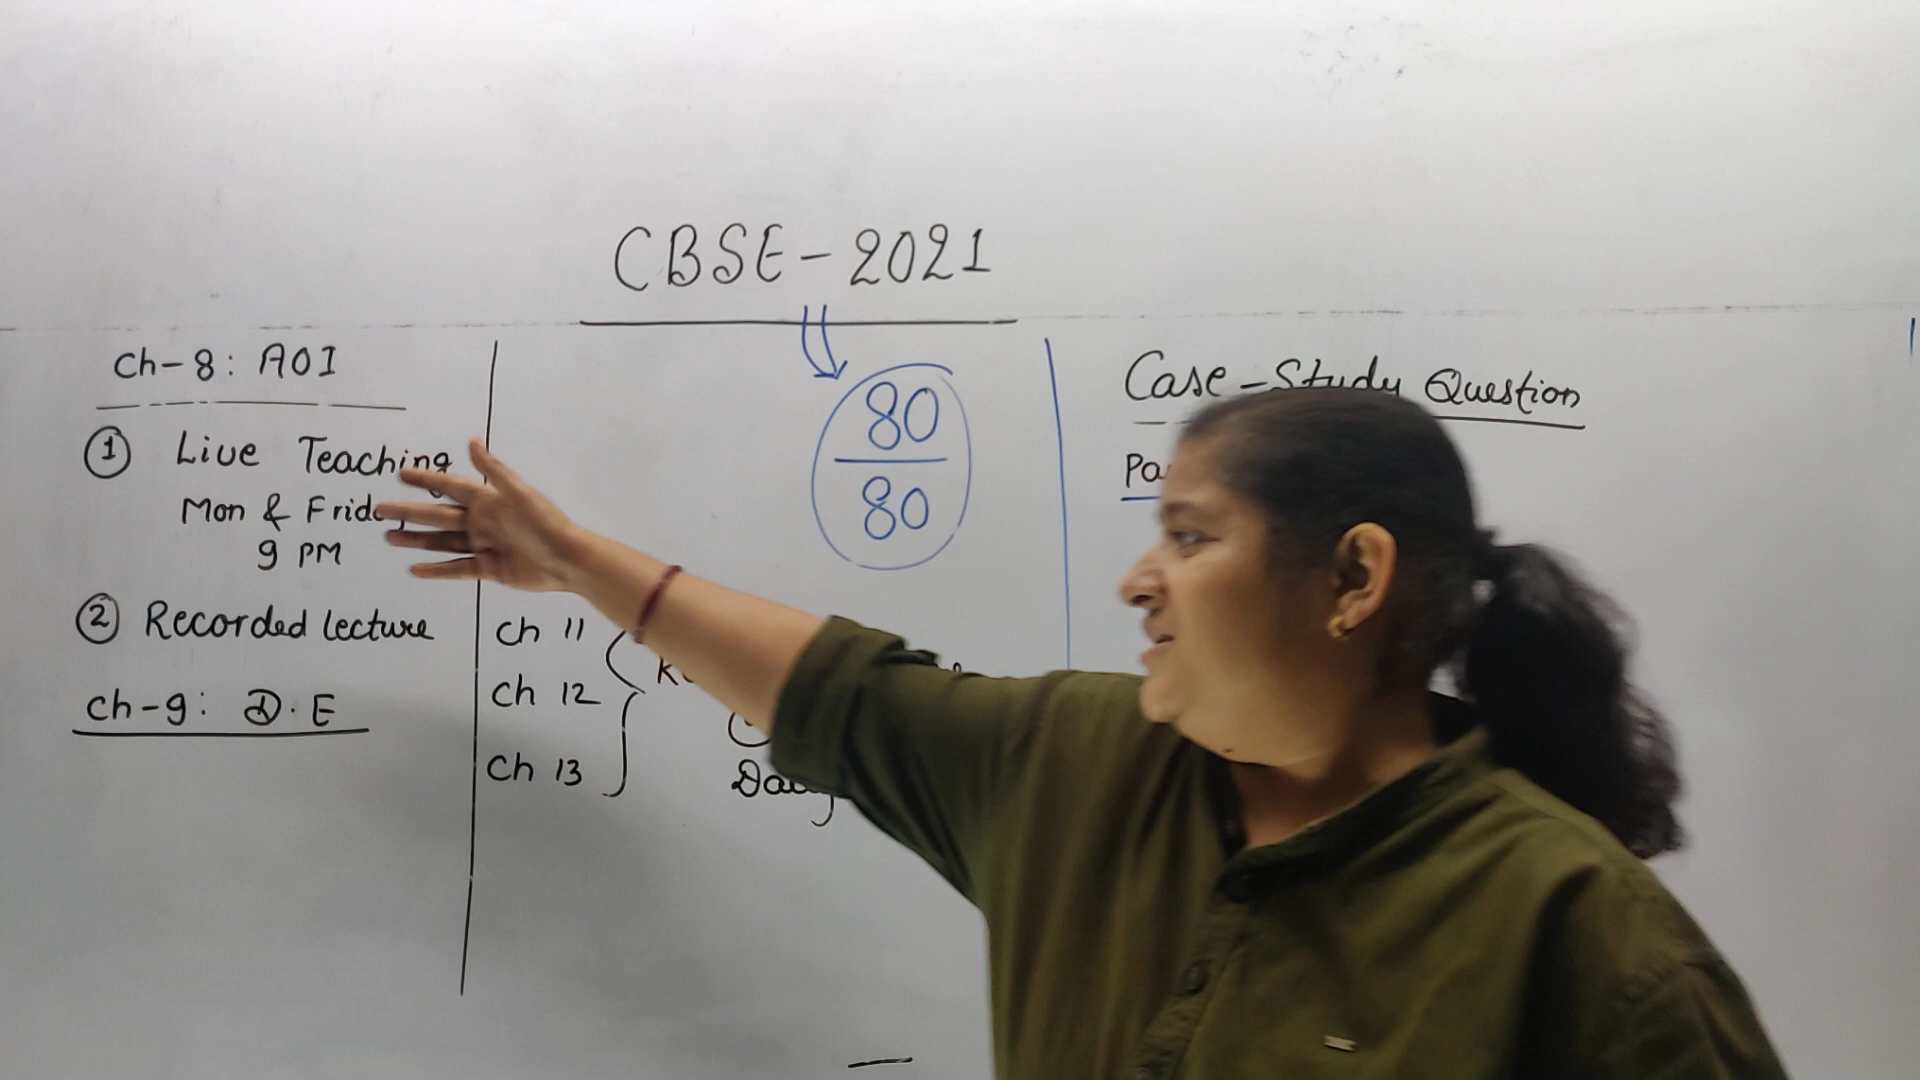 CBSE - 2021
Ch - 8 : AOI
① Live Teaching
Mon & Friday
9 PM
② Recorded lecture
Ch - 9 : D.E
80
80
Ch 11
Ch 12
Ch 13
Daily
Case - Study Question